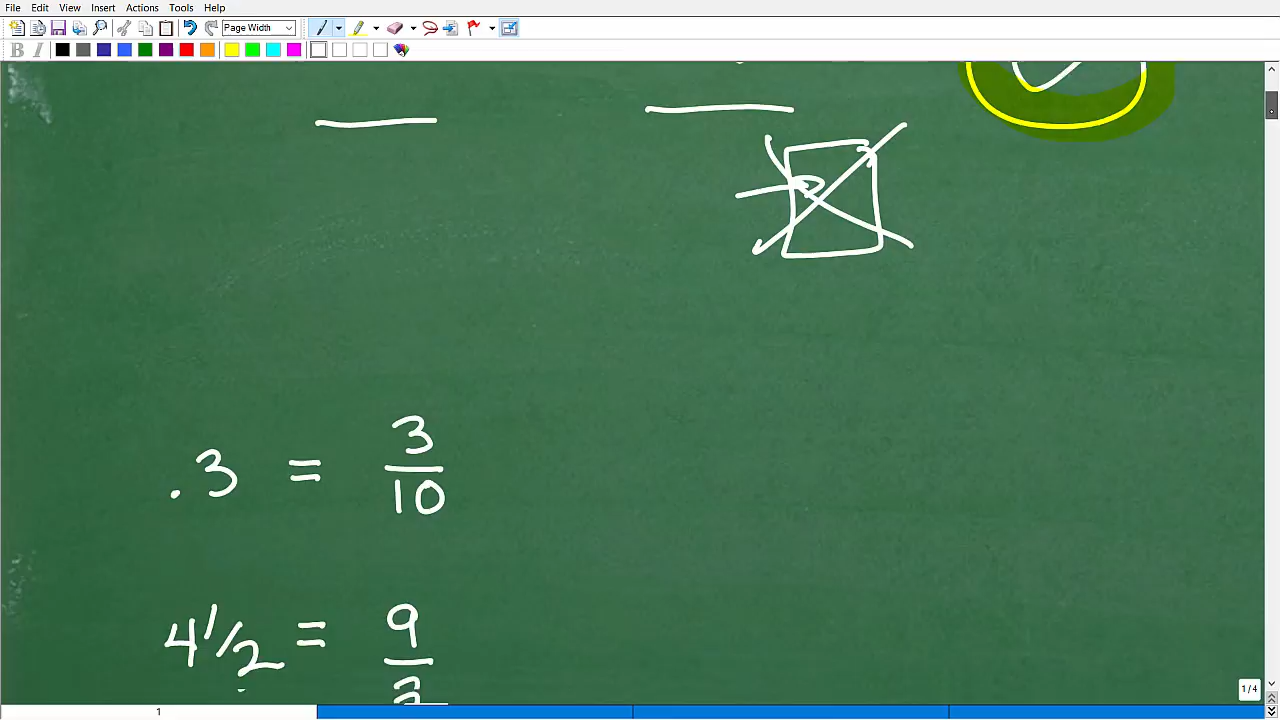 File Edit View Insert Actions Tools Help
Page Width
B I
.3 = 3/10
4 1/2 = 9/2
1/4
1